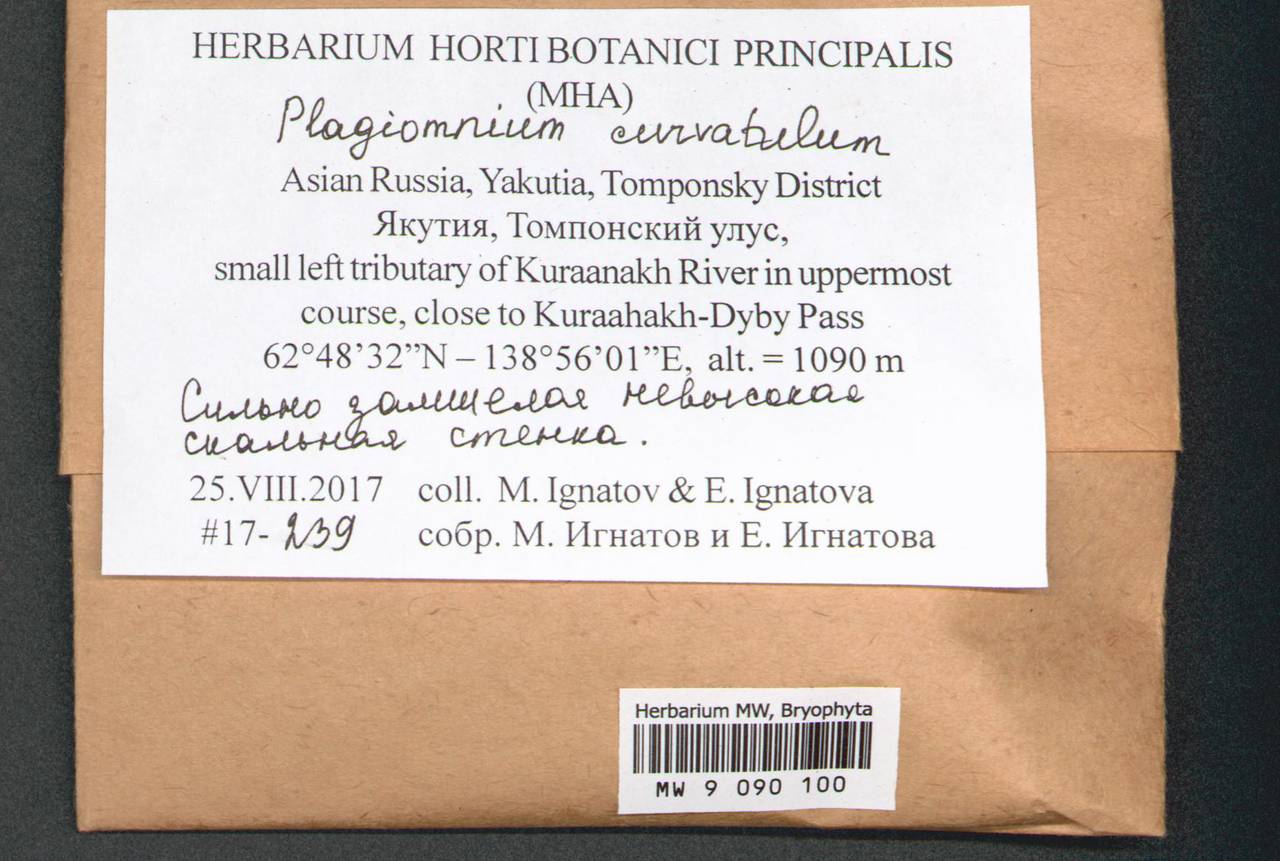 HERBARIUM HORTI BOTANICI PRINCIPALIS
(MHA)
Plagiomnium curvatulum
Asian Russia, Yakutia, Tomponsky District
Якутия, Томпонский улус,
small left tributary of Kuraanakh River in uppermost
course, close to Kuraahakh-Dyby Pass
62°48’32”N – 138°56’01”E, alt. = 1090 m
Сильно замшелая невысокая
скальная стенка.
25.VIII.2017 coll. M. Ignatov & E. Ignatova
#17-239 собр. М. Игнатов и Е. Игнатова
Herbarium MW, Bryophyta
MW 9 090 100